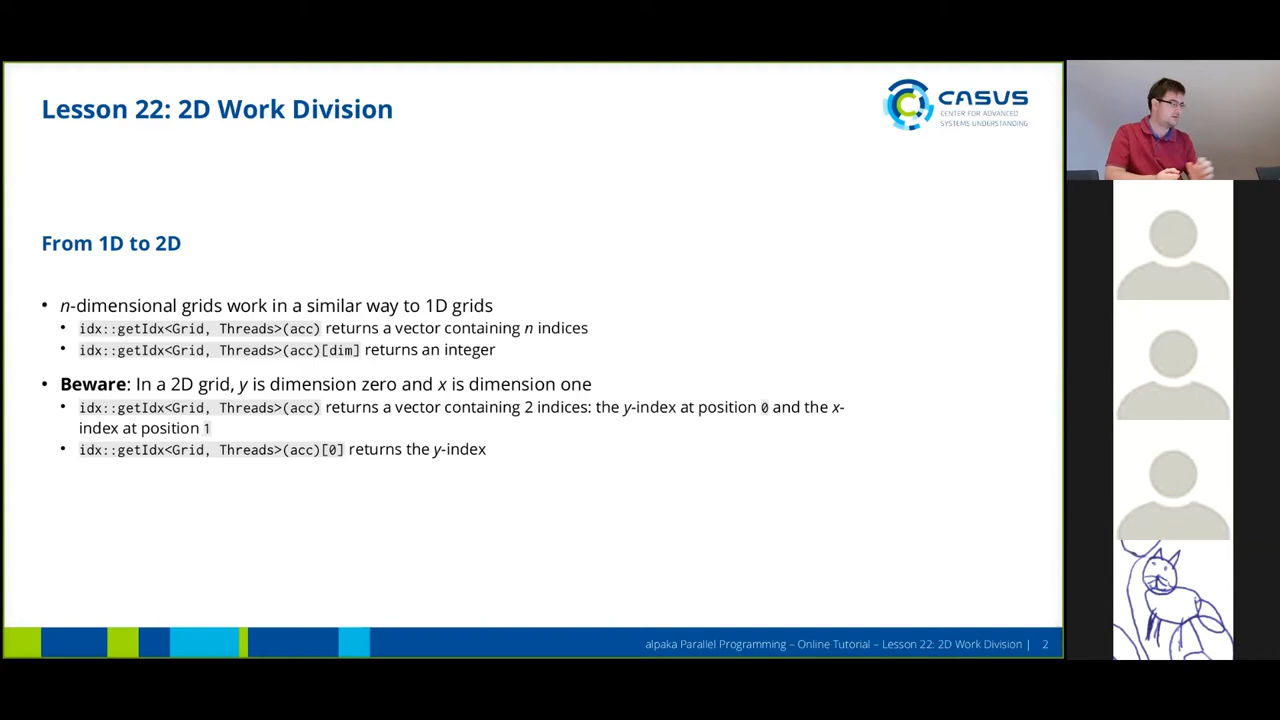 Lesson 22: 2D Work Division
CASUS
CENTER FOR ADVANCED
SYSTEMS UNDERSTANDING
From 1D to 2D
• n-dimensional grids work in a similar way to 1D grids
• idx::getIdx<Grid, Threads>(acc) returns a vector containing n indices
• idx::getIdx<Grid, Threads>(acc)[dim] returns an integer
• Beware: In a 2D grid, y is dimension zero and x is dimension one
• idx::getIdx<Grid, Threads>(acc) returns a vector containing 2 indices: the y-index at position 0 and the x-
index at position 1
• idx::getIdx<Grid, Threads>(acc)[0] returns the y-index
alpaka Parallel Programming – Online Tutorial – Lesson 22: 2D Work Division | 2